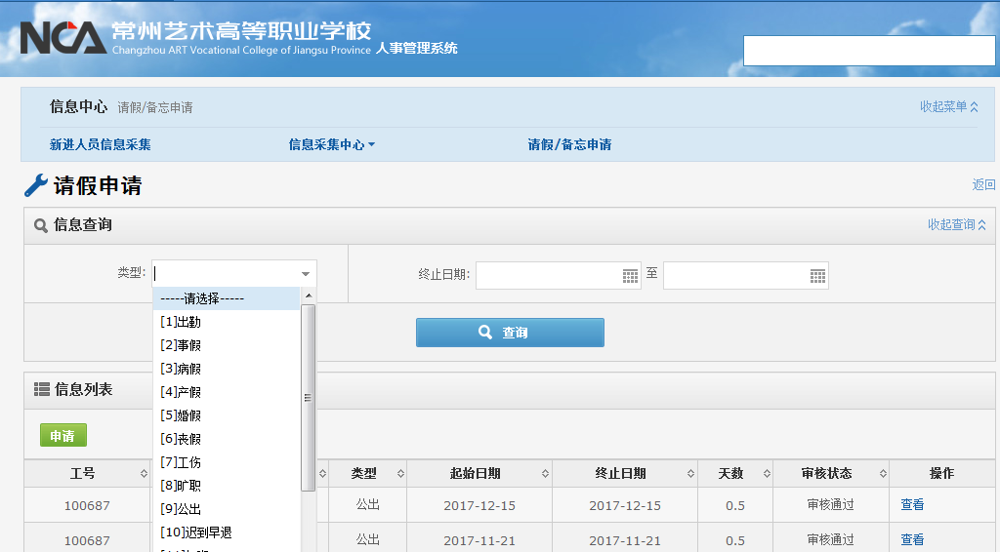 NCA 常州艺术高等职业学校
Changzhou ART Vocational College of Jiangsu Province 人事管理系统
信息中心 请假/备忘申请 收起菜单
新进人员信息采集 信息采集中心 请假/备忘申请
请假申请 返回
信息查询 收起查询
类型: 终止日期: 至
-----请选择-----
[1]出勤
[2]事假
查询
[3]病假
[4]产假
信息列表
[5]婚假
[6]丧假
申请
[7]工伤
工号 类型 起始日期 终止日期 天数 审核状态 操作
[8]旷职
100687 公出 2017-12-15 2017-12-15 0.5 审核通过 查看
[9]公出
[10]迟到早退
100687 公出 2017-11-21 2017-11-21 0.5 审核通过 查看